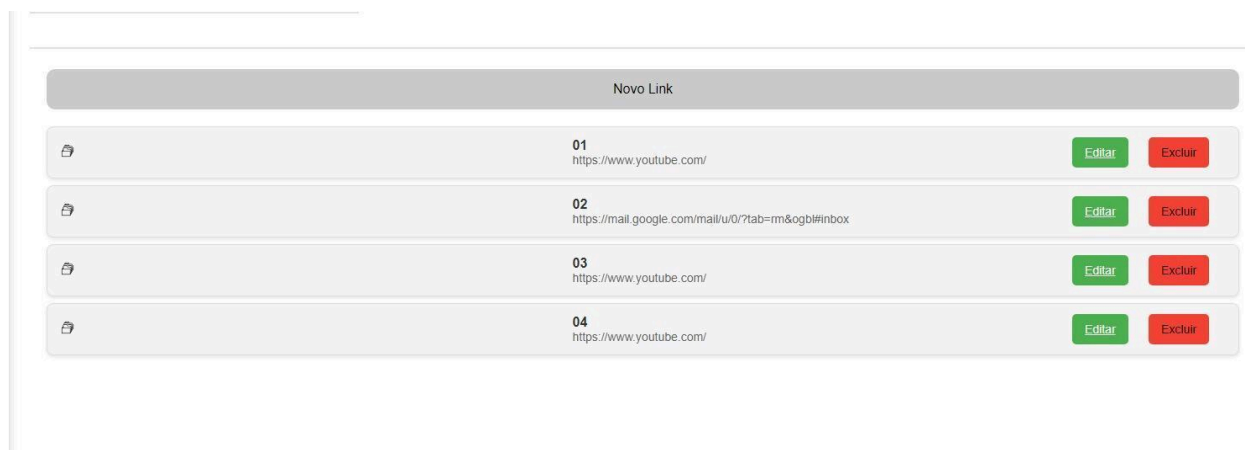 Novo Link
01
https://www.youtube.com/
Editar
Excluir
02
https://mail.google.com/mail/u/0/?tab=rm&ogbl#inbox
Editar
Excluir
03
https://www.youtube.com/
Editar
Excluir
04
https://www.youtube.com/
Editar
Excluir